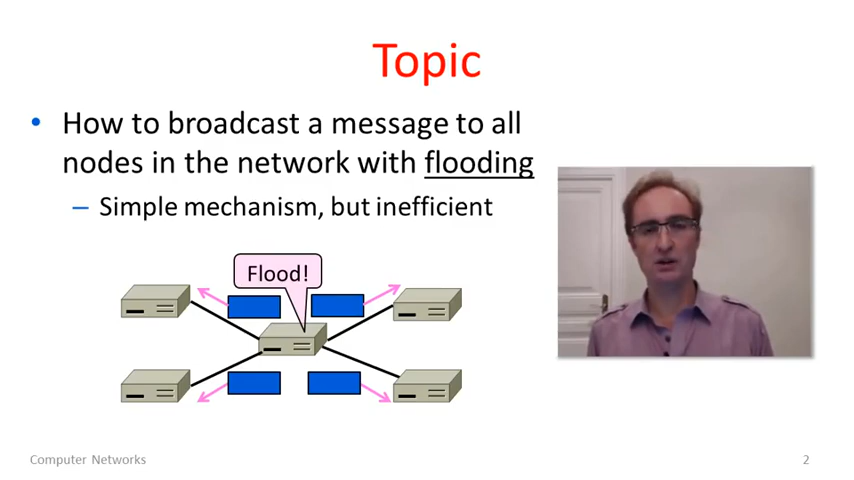 Topic
• How to broadcast a message to all
nodes in the network with flooding
– Simple mechanism, but inefficient
Flood!
Computer Networks
2